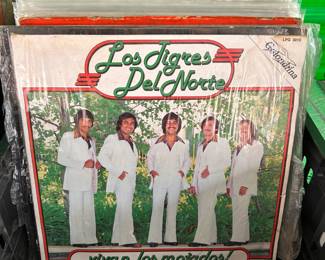 Los Tigres
Del Norte
¡vivan los mojados!